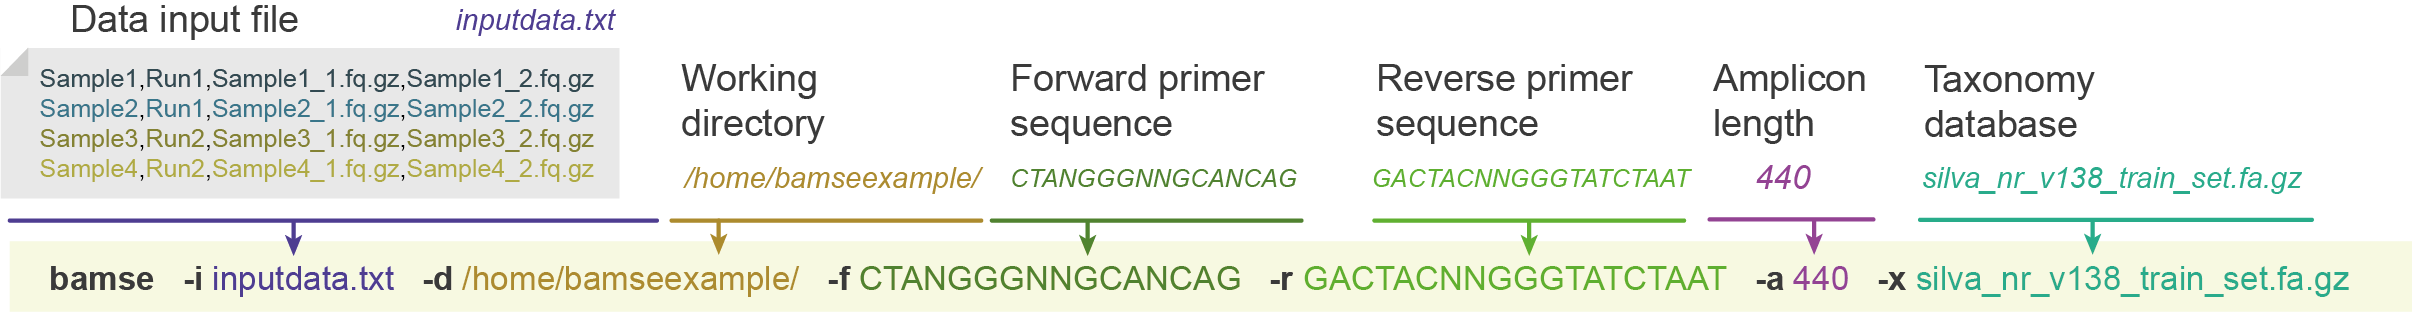 Data input file
inputdata.txt
Sample1,Run1,Sample1_1.fq.gz,Sample1_2.fq.gz
Sample2,Run1,Sample2_1.fq.gz,Sample2_2.fq.gz
Sample3,Run2,Sample3_1.fq.gz,Sample3_2.fq.gz
Sample4,Run2,Sample4_1.fq.gz,Sample4_2.fq.gz
Working
directory
/home/bamseexample/
Forward primer
sequence
CTANGGGNNGCANCAG
Reverse primer
sequence
GACTACNNGGGTATCTAAT
Amplicon
length
440
Taxonomy
database
silva_nr_v138_train_set.fa.gz
bamse -i inputdata.txt -d /home/bamseexample/ -f CTANGGGNNGCANCAG -r GACTACNNGGGTATCTAAT -a 440 -x silva_nr_v138_train_set.fa.gz